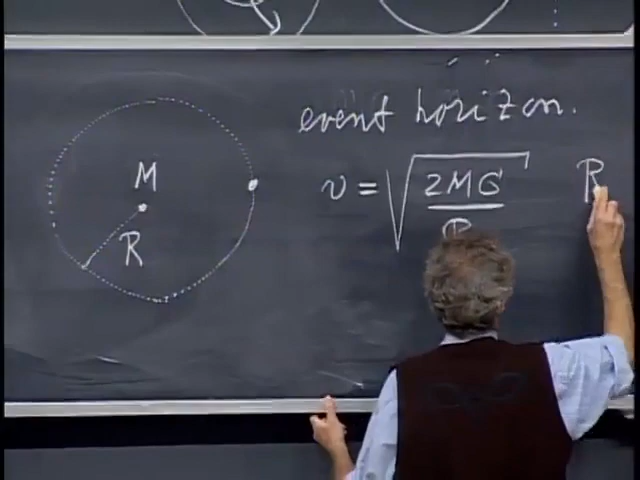 event horizon.
M
v = √(2MG/R)
R
R